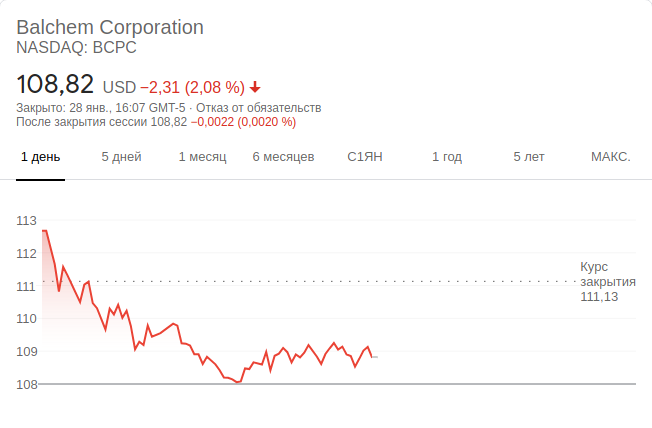 Balchem Corporation
NASDAQ: BCPC
108,82 USD −2,31 (2,08 %)
Закрыто: 28 янв., 16:07 GMT-5 · Отказ от обязательств
После закрытия сессии 108,82 −0,0022 (0,0020 %)
1 день 5 дней 1 месяц 6 месяцев С1ЯН 1 год 5 лет МАКС.
113
112
111
110
109
108
Курс
закрытия
111,13